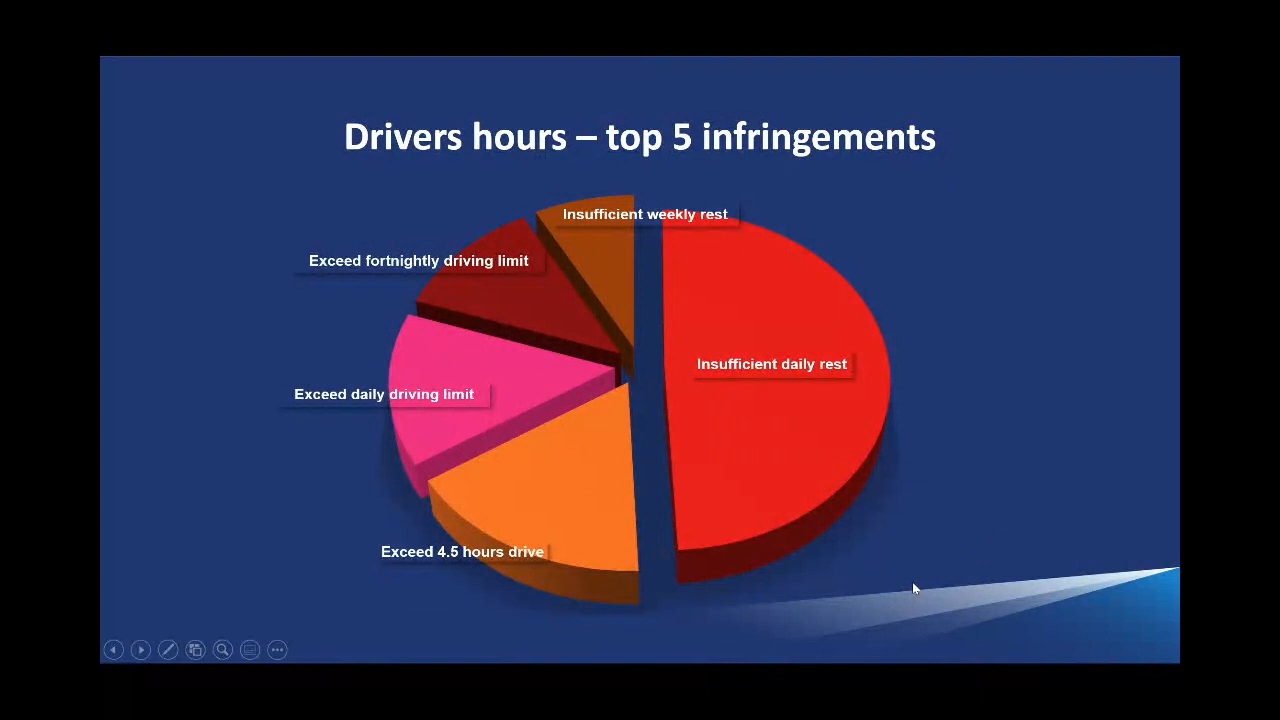 Drivers hours – top 5 infringements
Insufficient weekly rest
Exceed fortnightly driving limit
Insufficient daily rest
Exceed daily driving limit
Exceed 4.5 hours drive